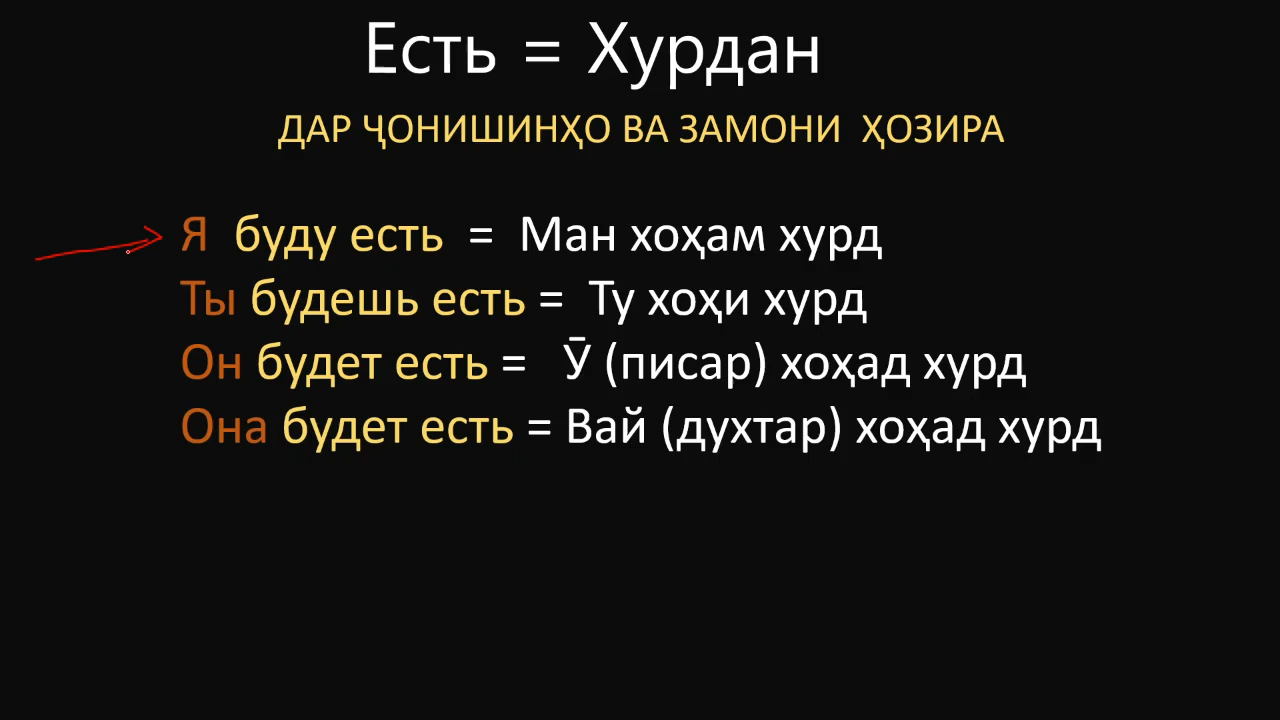 Есть = Хурдан
ДАР ҶОНИШИНҲО ВА ЗАМОНИ ҲОЗИРА
Я буду есть = Ман хоҳам хурд
Ты будешь есть = Ту хоҳи хурд
Он будет есть = Ӯ (писар) хоҳад хурд
Она будет есть = Вай (духтар) хоҳад хурд